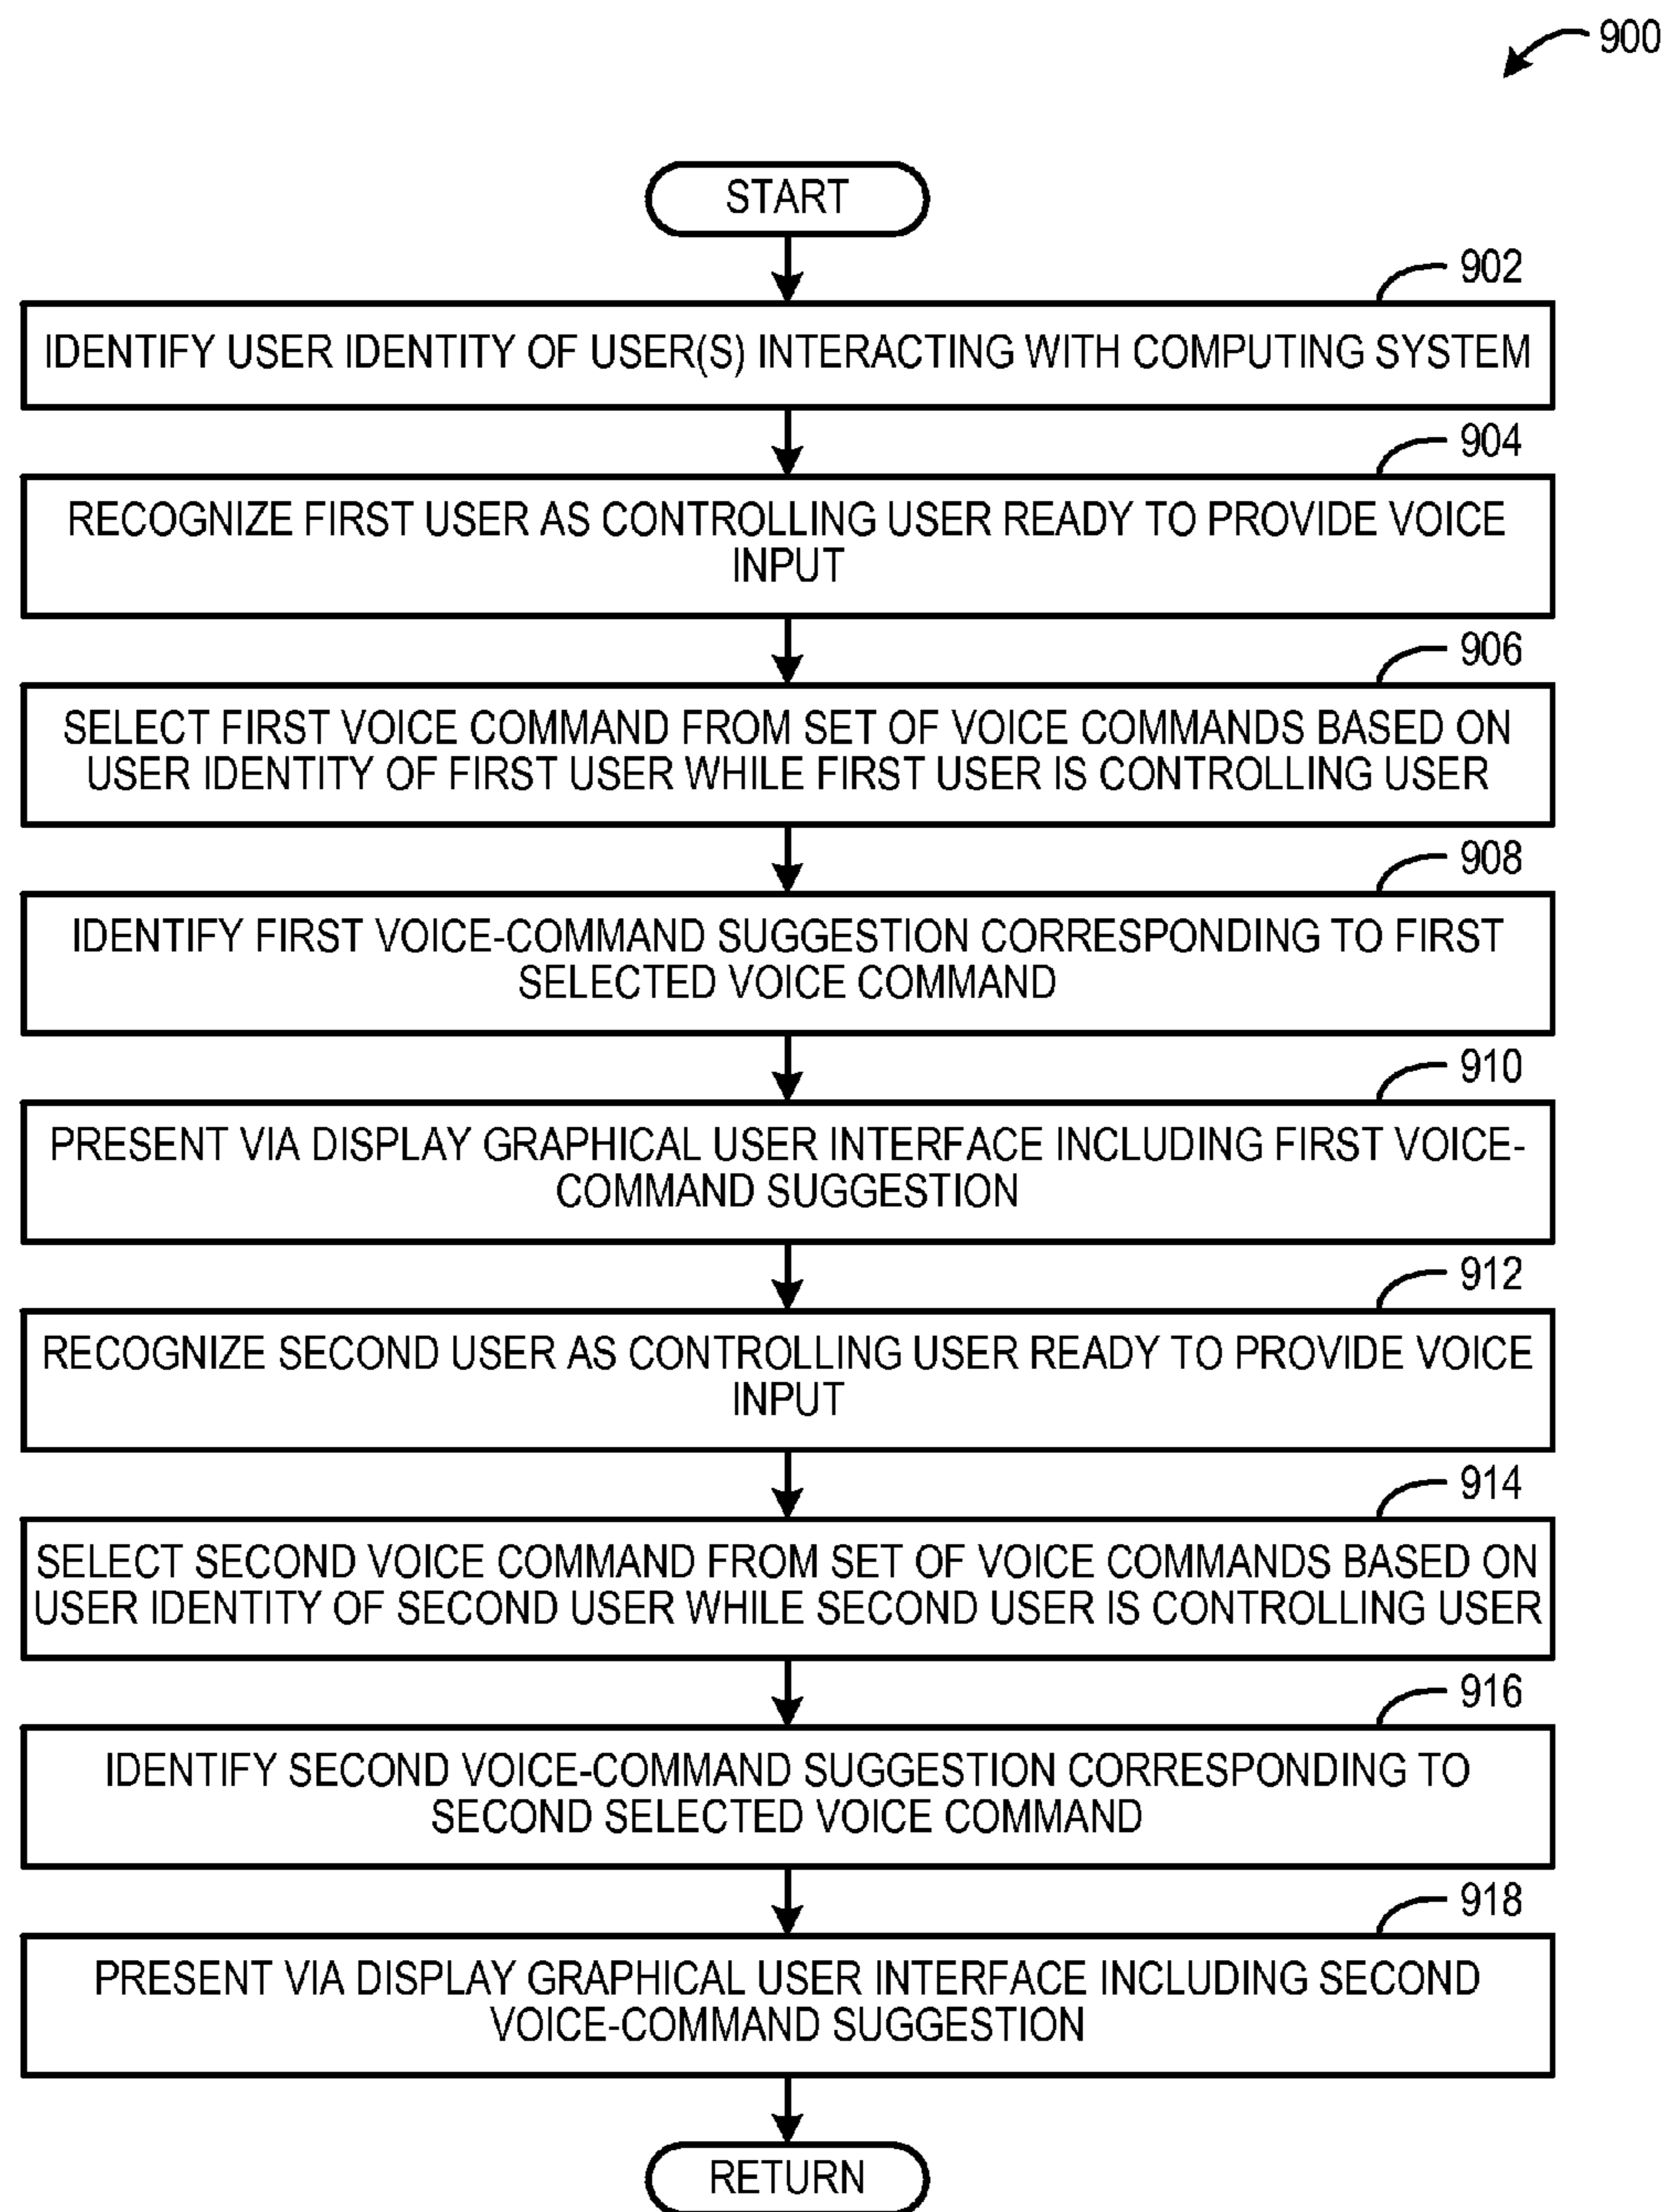 900
START
902
IDENTIFY USER IDENTITY OF USER(S) INTERACTING WITH COMPUTING SYSTEM
904
RECOGNIZE FIRST USER AS CONTROLLING USER READY TO PROVIDE VOICE
INPUT
906
SELECT FIRST VOICE COMMAND FROM SET OF VOICE COMMANDS BASED ON
USER IDENTITY OF FIRST USER WHILE FIRST USER IS CONTROLLING USER
908
IDENTIFY FIRST VOICE-COMMAND SUGGESTION CORRESPONDING TO FIRST
SELECTED VOICE COMMAND
910
PRESENT VIA DISPLAY GRAPHICAL USER INTERFACE INCLUDING FIRST VOICE-
COMMAND SUGGESTION
912
RECOGNIZE SECOND USER AS CONTROLLING USER READY TO PROVIDE VOICE
INPUT
914
SELECT SECOND VOICE COMMAND FROM SET OF VOICE COMMANDS BASED ON
USER IDENTITY OF SECOND USER WHILE SECOND USER IS CONTROLLING USER
916
IDENTIFY SECOND VOICE-COMMAND SUGGESTION CORRESPONDING TO
SECOND SELECTED VOICE COMMAND
918
PRESENT VIA DISPLAY GRAPHICAL USER INTERFACE INCLUDING SECOND
VOICE-COMMAND SUGGESTION
RETURN